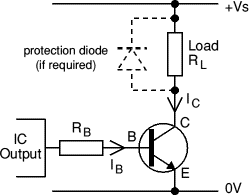 +Vs
protection diode
(if required)
Load
RL
IC
C
IC
Output
RB
B
IB
E
0V